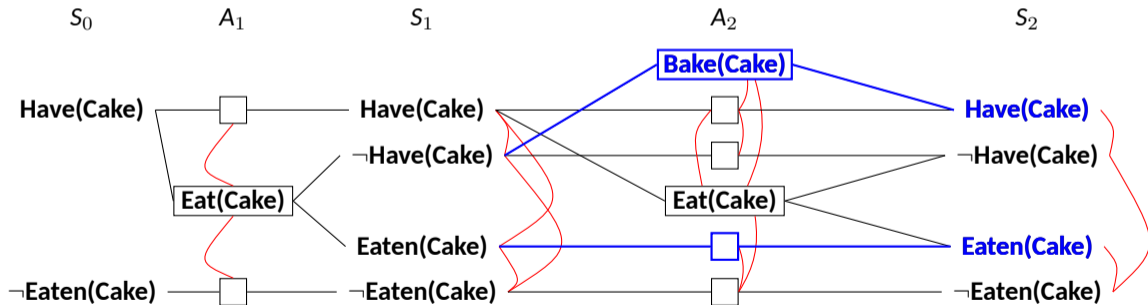 S₀ A₁ S₁ A₂ S₂
Bake(Cake)
Have(Cake) Have(Cake) Have(Cake)
¬Have(Cake) ¬Have(Cake)
Eat(Cake) Eat(Cake)
Eaten(Cake) Eaten(Cake)
¬Eaten(Cake) ¬Eaten(Cake) ¬Eaten(Cake)